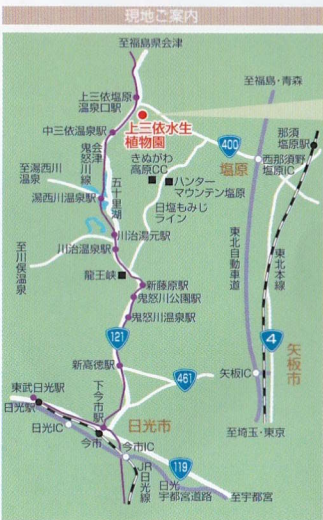 現地ご案内
至福島県会津
至福島・青森
上三依塩原
温泉口駅
上三依水生
植物園
400
那須
塩原駅
中三依温泉駅
塩原
西那須野
塩原IC
きぬがわ
高原CC
会津
鬼怒川線
至湯西川
温泉
五十里湖
ハンター
マウンテン塩原
日塩もみじ
ライン
湯西川温泉駅
川治湯元駅
川治温泉駅
至川俣温泉
東北自動車道
東北本線
龍王峡
新藤原駅
鬼怒川公園駅
鬼怒川温泉駅
121
4
矢板市
新高徳駅
461
矢板IC
東武日光駅
日光駅
下今市駅
日光市
日光IC
今市
今市IC
至埼玉・東京
JR
日光線
119
日光
宇都宮道路
至宇都宮